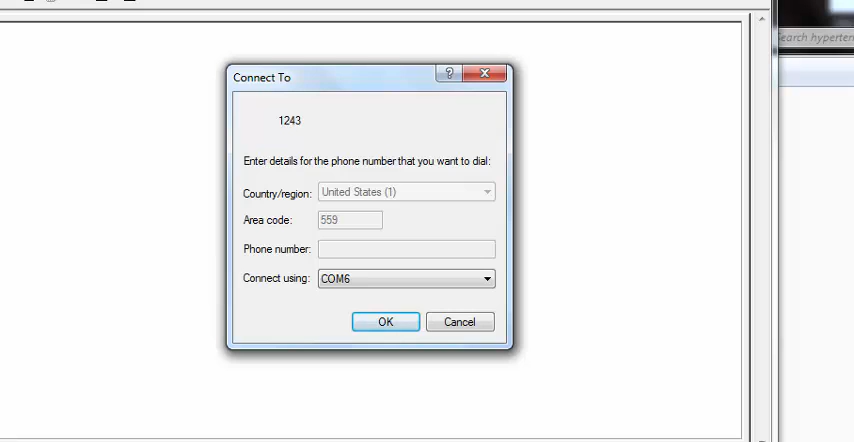 Search hyperten
Connect To
1243
Enter details for the phone number that you want to dial:
Country/region: United States (1)
Area code: 559
Phone number:
Connect using: COM6
OK Cancel